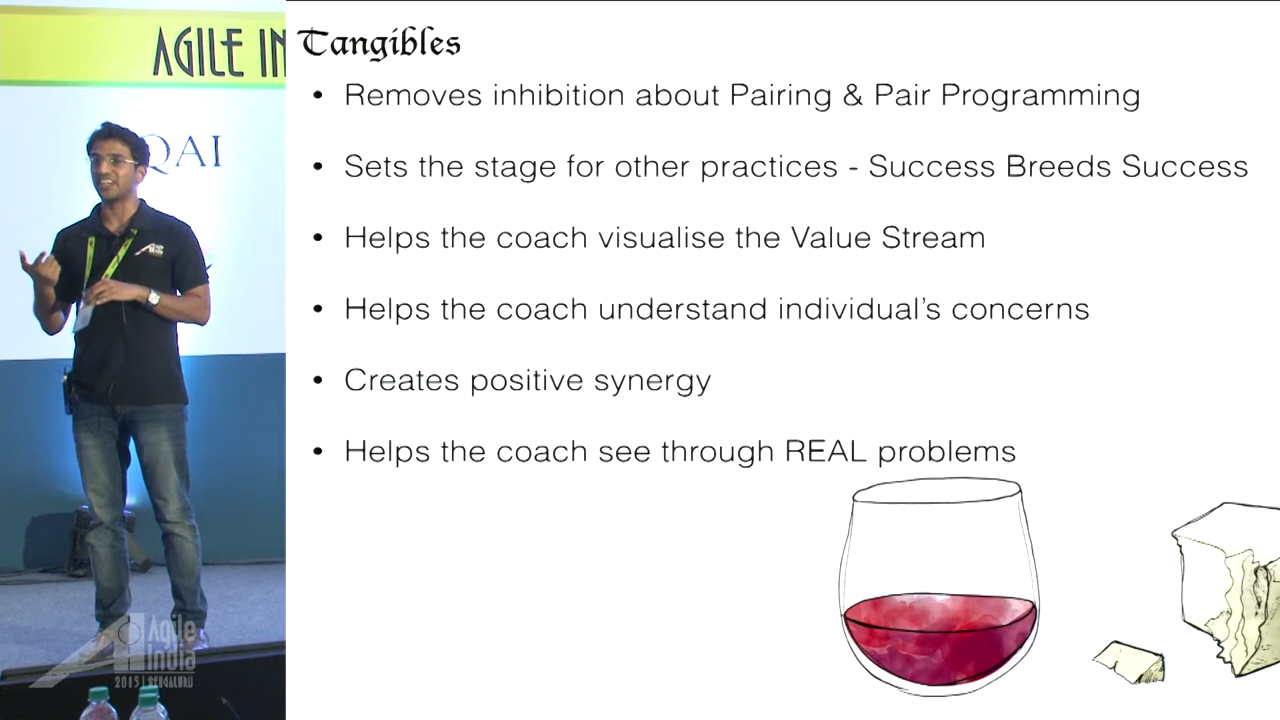 AGILE IN
QAI
Tangibles
• Removes inhibition about Pairing & Pair Programming
• Sets the stage for other practices - Success Breeds Success
• Helps the coach visualise the Value Stream
• Helps the coach understand individual's concerns
• Creates positive synergy
• Helps the coach see through REAL problems
Agile
India
2015 | BENGALURU